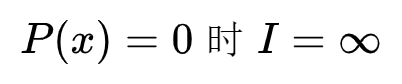 P(x) = 0 时 I = ∞